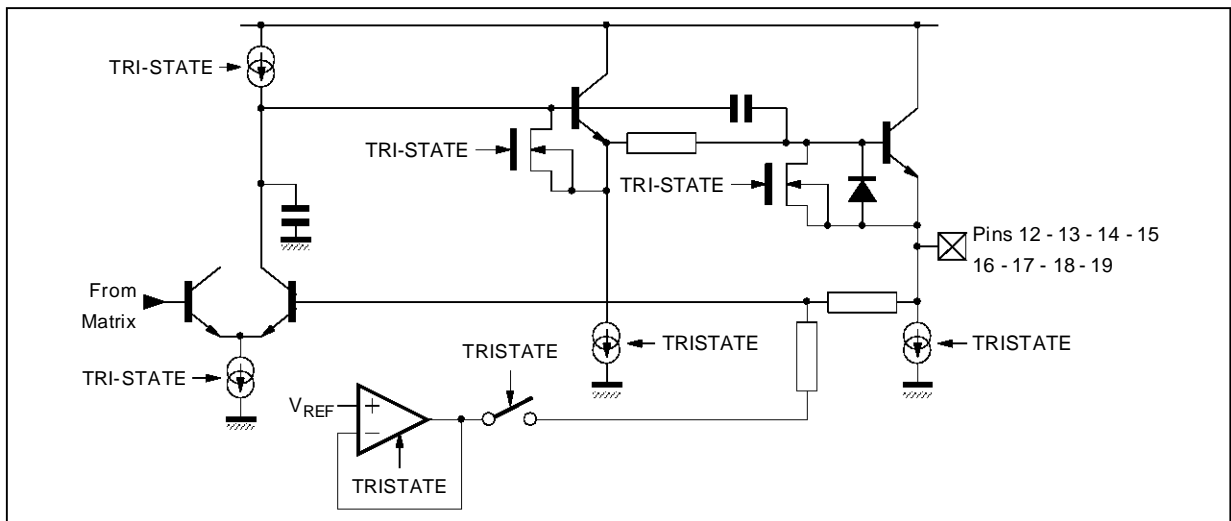 TRI-STATE
TRI-STATE
TRI-STATE
Pins 12 - 13 - 14 - 15
16 - 17 - 18 - 19
From
Matrix
TRI-STATE
TRISTATE
TRISTATE
TRISTATE
VREF
+
−
TRISTATE